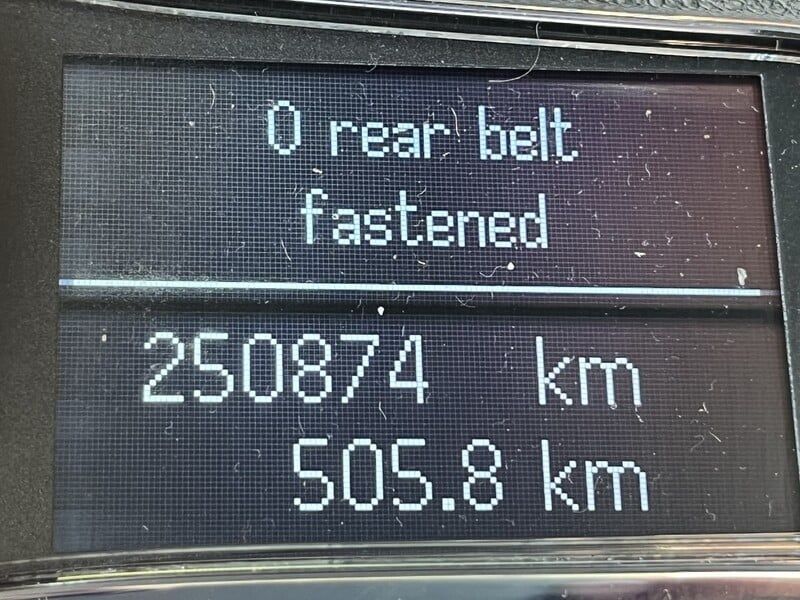 0 rear belt
fastened
250874 km
505.8 km